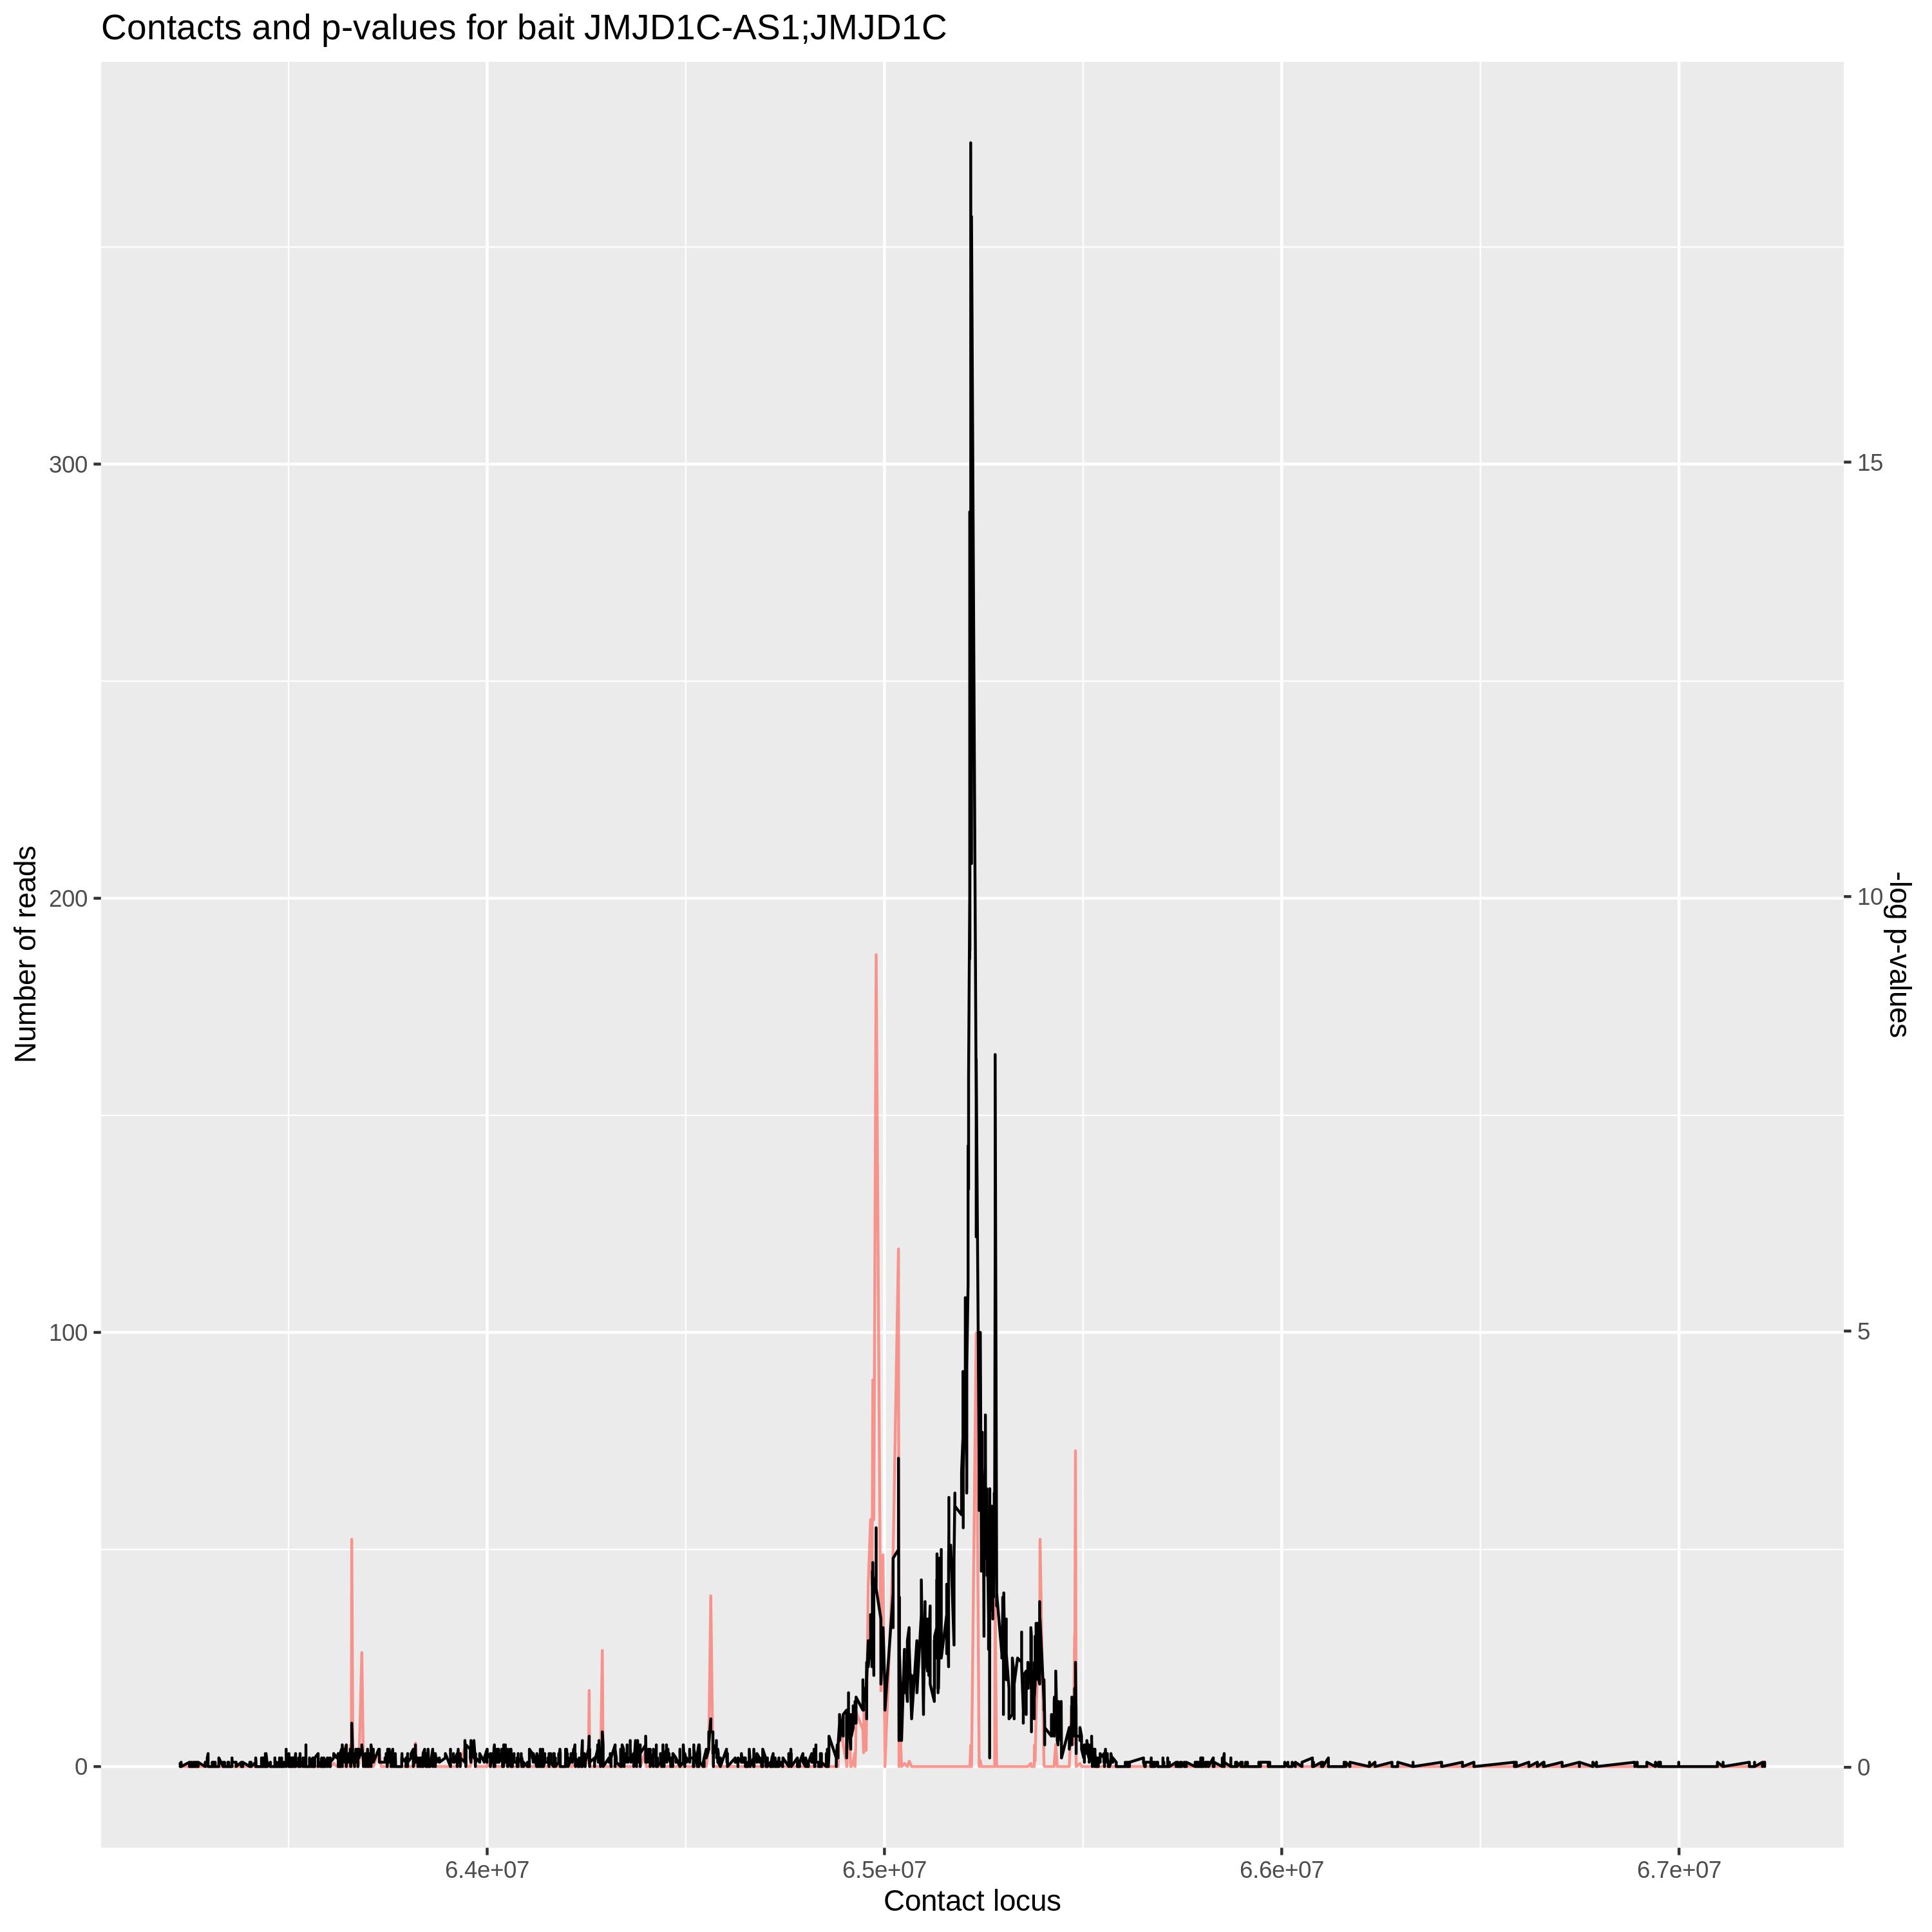 Contacts and p-values for bait JMJD1C-AS1;JMJD1C
Number of reads
300
200
100
0
15
10
5
0
-log p-values
6.4e+07 6.5e+07 6.6e+07 6.7e+07
Contact locus